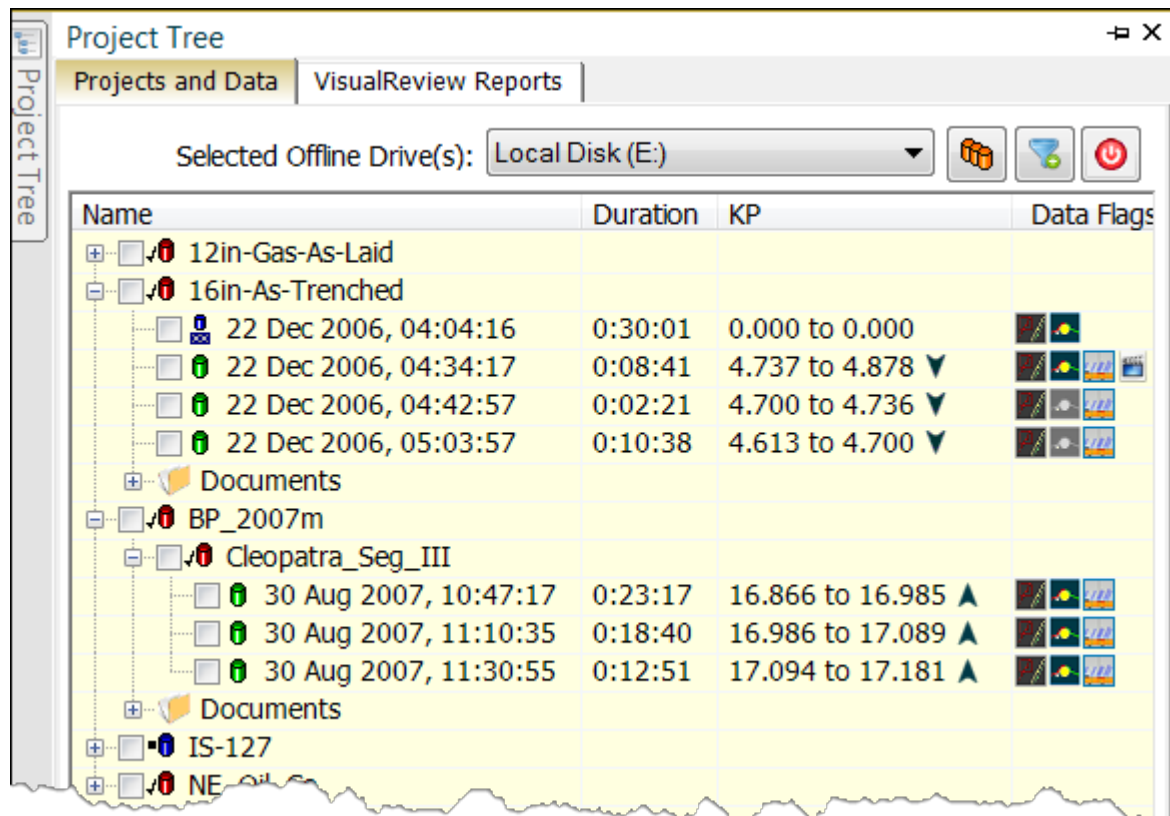 Project Tree
Project Tree
Projects and Data VisualReview Reports
Selected Offline Drive(s): Local Disk (E:)
Name Duration KP Data Flags
12in-Gas-As-Laid
16in-As-Trenched
22 Dec 2006, 04:04:16 0:30:01 0.000 to 0.000
22 Dec 2006, 04:34:17 0:08:41 4.737 to 4.878
22 Dec 2006, 04:42:57 0:02:21 4.700 to 4.736
22 Dec 2006, 05:03:57 0:10:38 4.613 to 4.700
Documents
BP_2007m
Cleopatra_Seg_III
30 Aug 2007, 10:47:17 0:23:17 16.866 to 16.985
30 Aug 2007, 11:10:35 0:18:40 16.986 to 17.089
30 Aug 2007, 11:30:55 0:12:51 17.094 to 17.181
Documents
IS-127
NE_Oil_Co